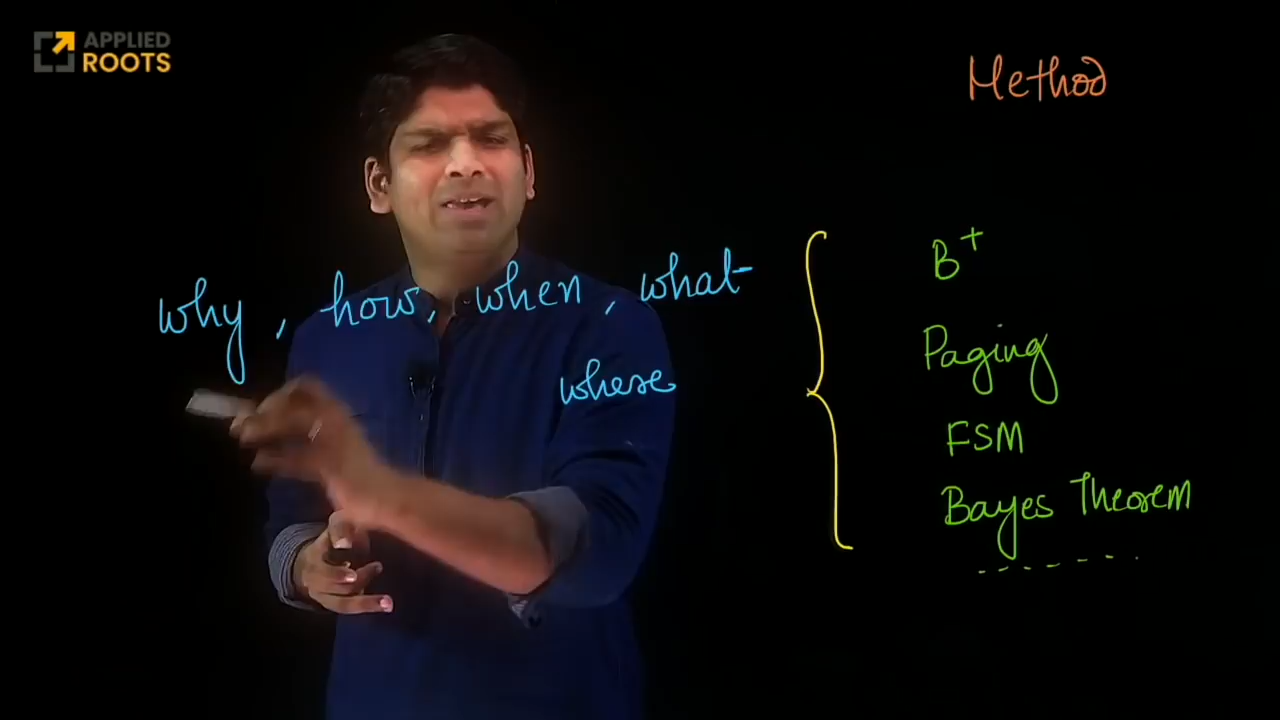 APPLIED
ROOTS
Method
why, how, when, what
where
B+
Paging
FSM
Bayes Theorem